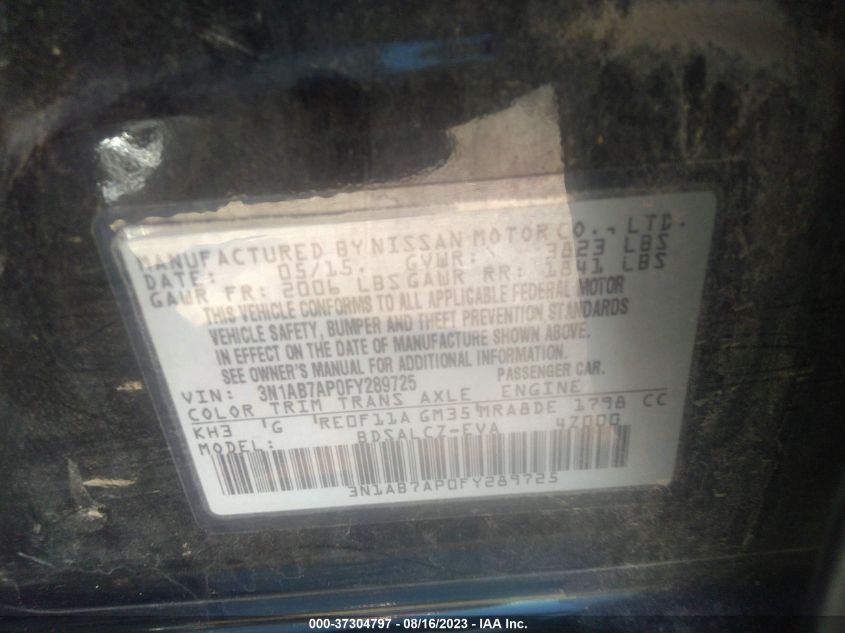 MANUFACTURED BY NISSAN MOTOR CO., LTD.
DATE: 05/15. GVWR: 3823 LBS
GAWR FR: 2006 LBS GAWR RR: 1841 LBS
THIS VEHICLE CONFORMS TO ALL APPLICABLE FEDERAL MOTOR
VEHICLE SAFETY, BUMPER AND THEFT PREVENTION STANDARDS
IN EFFECT ON THE DATE OF MANUFACTURE SHOWN ABOVE.
SEE OWNER'S MANUAL FOR ADDITIONAL INFORMATION.
VIN: 3N1AB7AP0FY289725 PASSENGER CAR.
COLOR TRIM TRANS AXLE ENGINE
KH3 G RE0F11A GM35 MRA8DE 1798 CC
MODEL: BDSALCZ-EVA 4Z000
3N1AB7AP0FY289725
000-37304797 - 08/16/2023 - EVA.